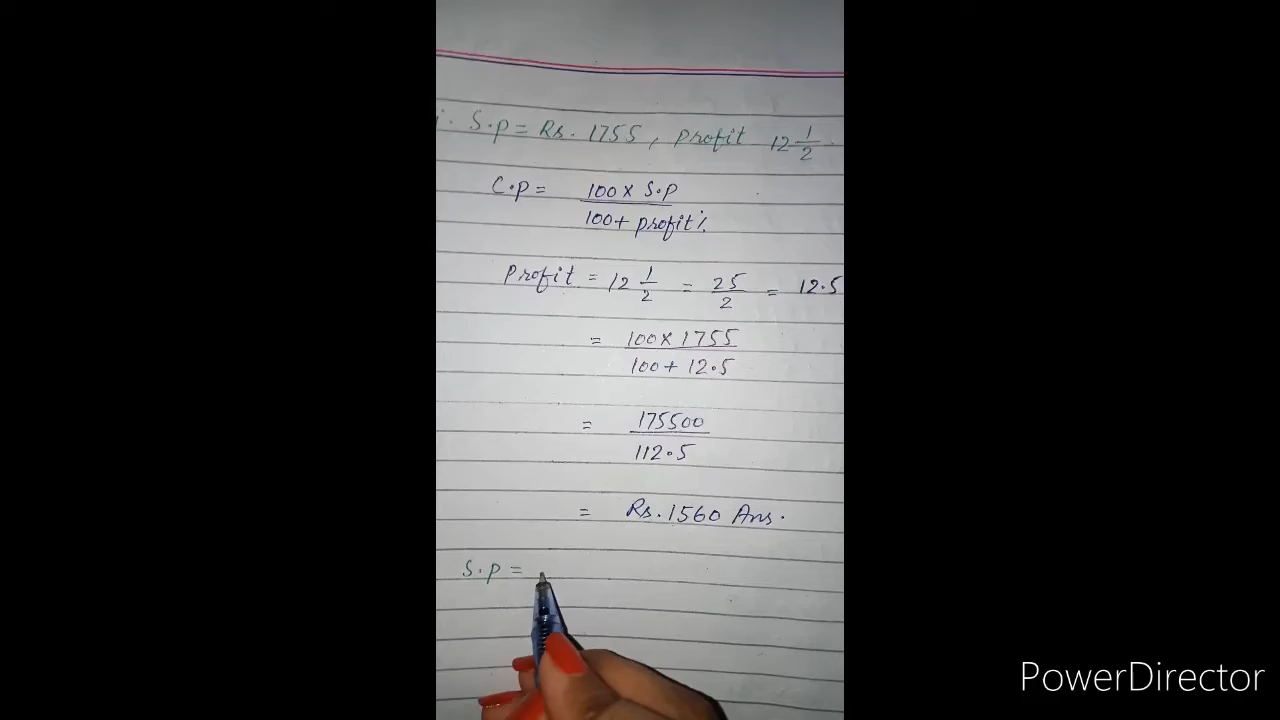 i. S.p = Rs. 1755, profit 12 1/2
C.p = 100 x S.p / 100 + profit%
Profit = 12 1/2 = 25/2 = 12.5
= 100 x 1755 / 100 + 12.5
= 175500 / 112.5
= Rs. 1560 Ans.
S.p =
PowerDirector